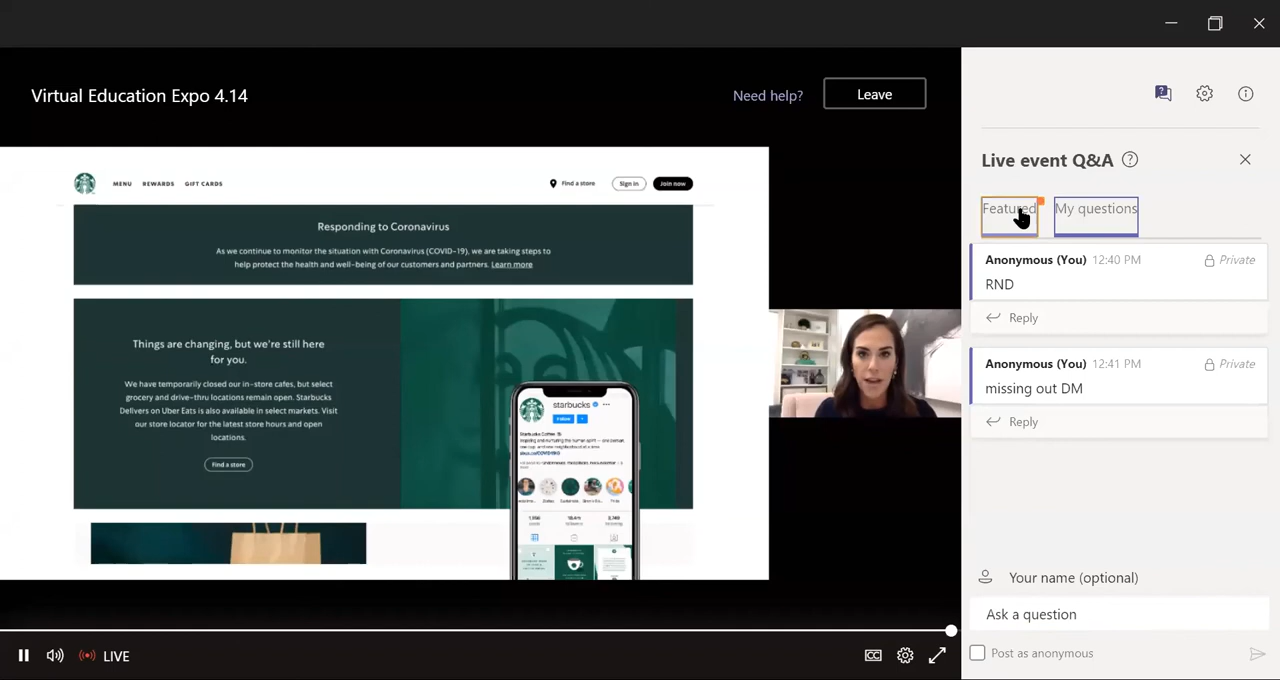 Virtual Education Expo 4.14
Need help?
Leave
MENU REWARDS GIFT CARDS
Find a store
Sign in
Join now
Responding to Coronavirus
As we continue to monitor the situation with Coronavirus (COVID-19), we are taking steps to
help protect the health and well-being of our customers and partners. Learn more
Things are changing, but we're still here
for you.
We have temporarily closed our in-store cafes, but select
grocery and drive-thru locations remain open. Starbucks
Delivers on Uber Eats is also available in select markets. Visit
our store locator for the latest store hours and open
locations.
Find a store
starbucks
Follow
LIVE
CC
Live event Q&A
Featured
My questions
Anonymous (You) 12:40 PM
Private
RND
Reply
Anonymous (You) 12:41 PM
Private
missing out DM
Reply
Your name (optional)
Ask a question
Post as anonymous